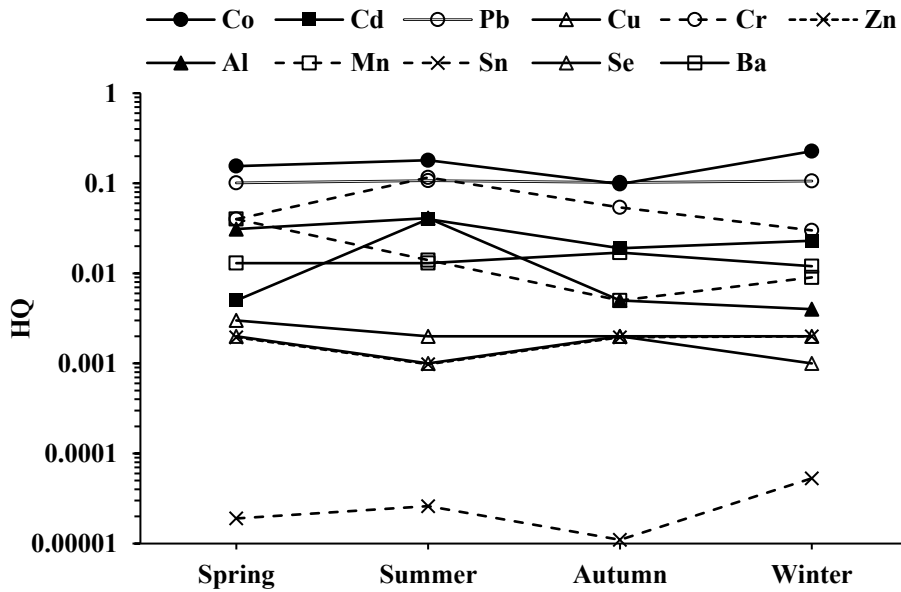 Co Cd Pb Cu Cr Zn
Al Mn Sn Se Ba
1
0.1
0.01
0.001
0.0001
0.00001
HQ
Spring Summer Autumn Winter